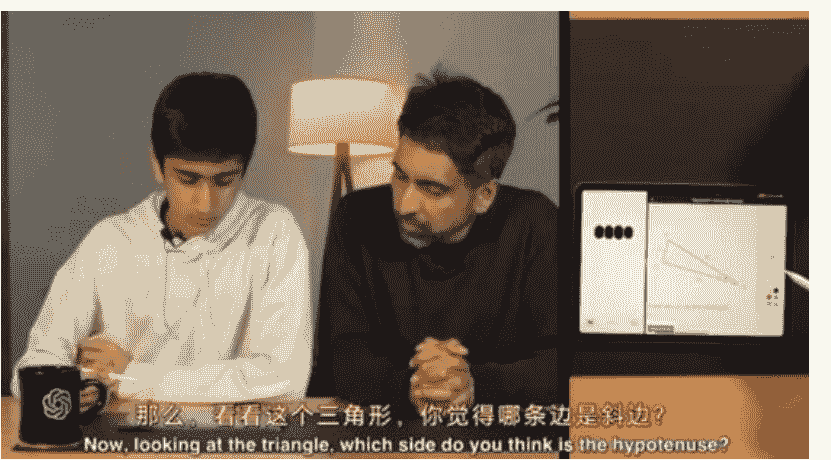 那么，看看这个三角形，你觉得哪条边是斜边？
Now, looking at the triangle, which side do you think is the hypotenuse?